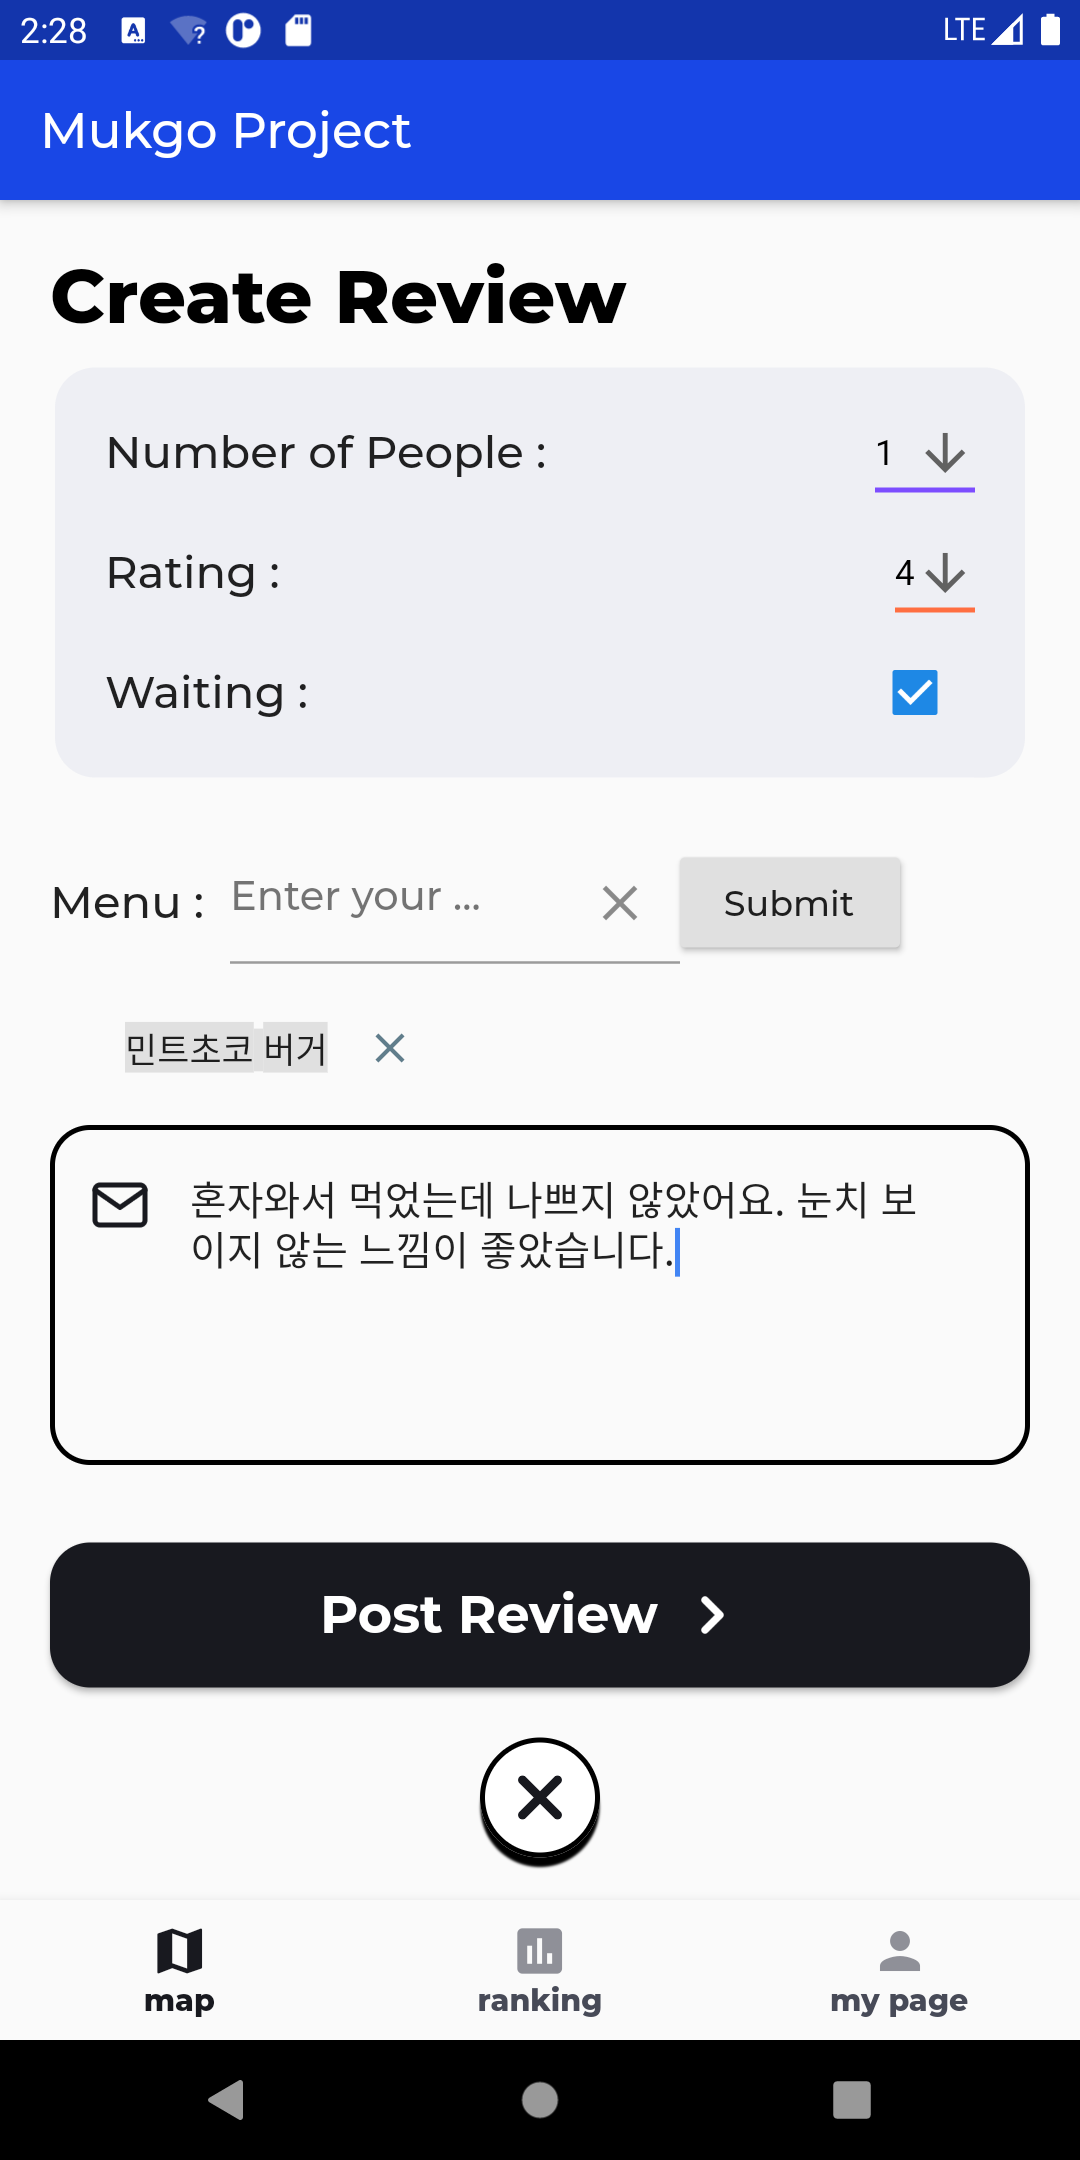 2:28
LTE
Mukgo Project
Create Review
Number of People : 1
Rating : 4
Waiting :
Menu : Enter your ... Submit
민트초코 버거
혼자와서 먹었는데 나쁘지 않았어요. 눈치 보
이지 않는 느낌이 좋았습니다.
Post Review
map
ranking
my page